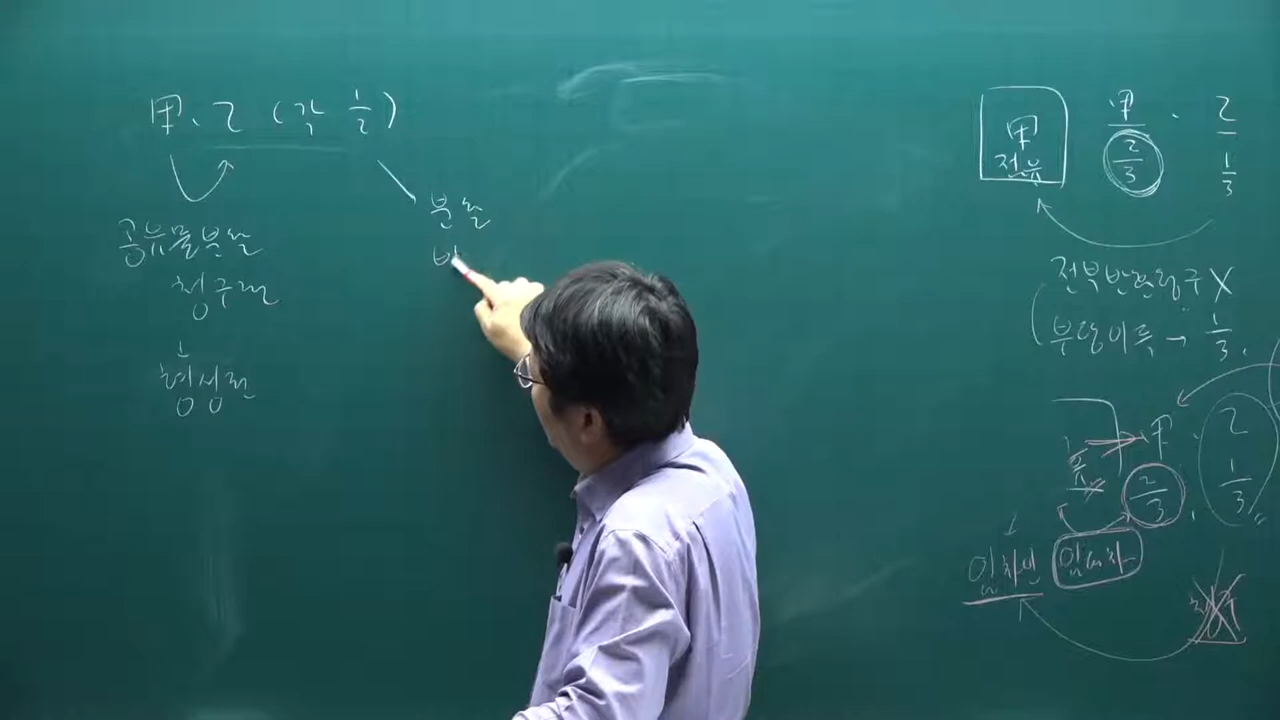 甲、乙 (각 1/2)
공유물분할
청구권
↓
형성권
분할
바
甲
전유
甲 · 乙
2/3 1/3
전부반환청구 X
부당이득 → 1/3.
甲 · 乙
2/3, 1/3
임차인 임대차